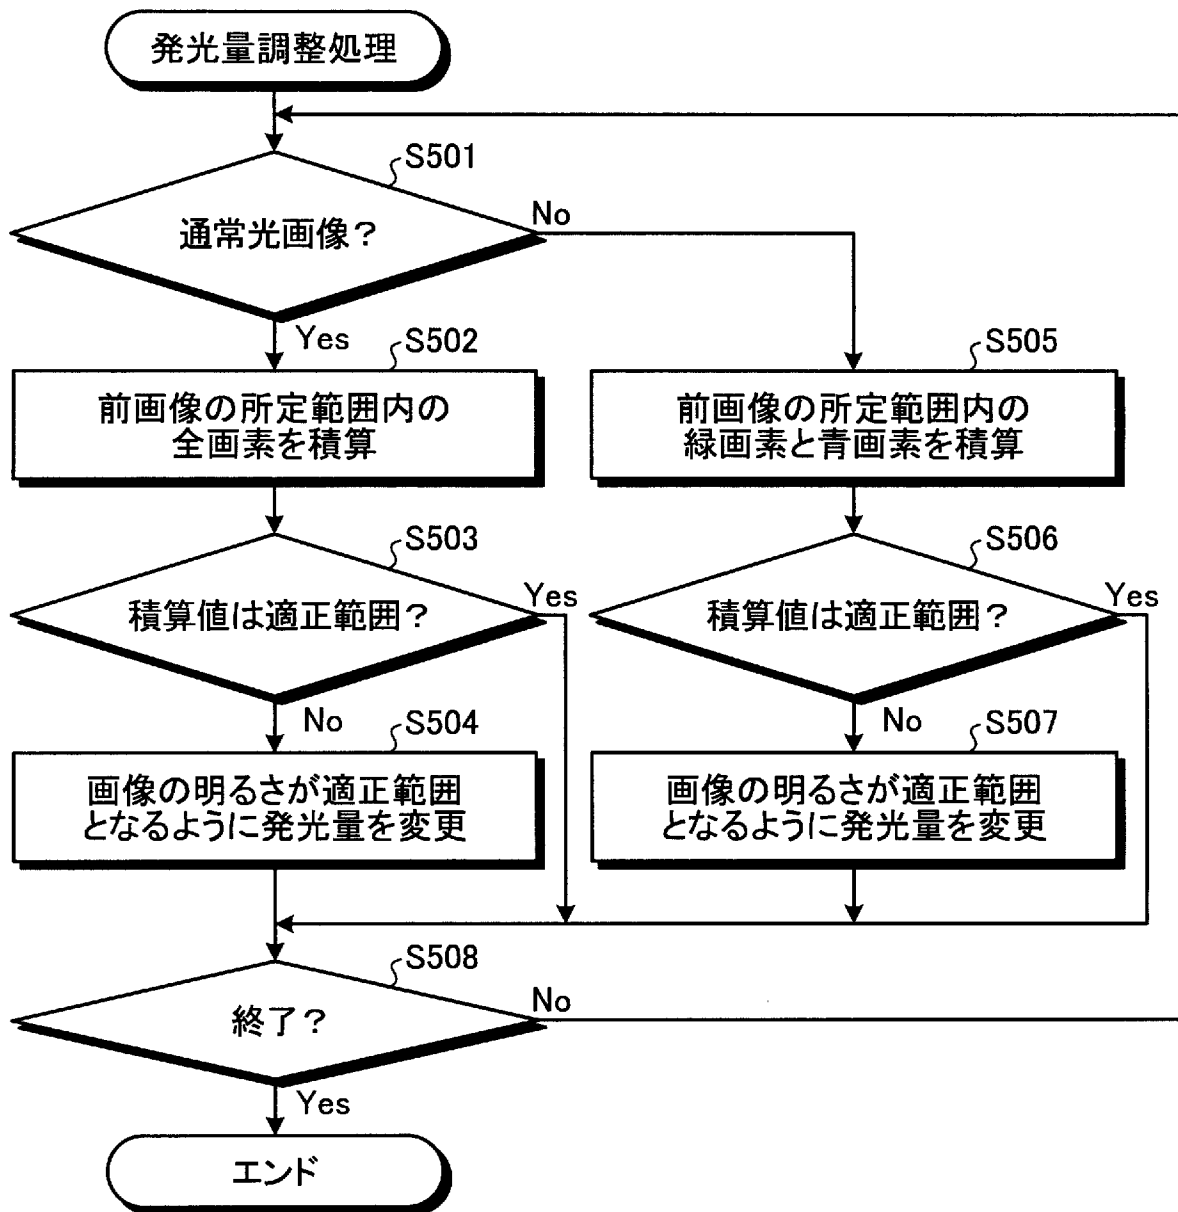 発光量調整処理
S501
通常光画像？
No
Yes
S502
前画像の所定範囲内の
全画素を積算
S505
前画像の所定範囲内の
緑画素と青画素を積算
S503
積算値は適正範囲？
Yes
No
S506
積算値は適正範囲？
Yes
No
S504
画像の明るさが適正範囲
となるように発光量を変更
S507
画像の明るさが適正範囲
となるように発光量を変更
S508
終了？
No
Yes
エンド